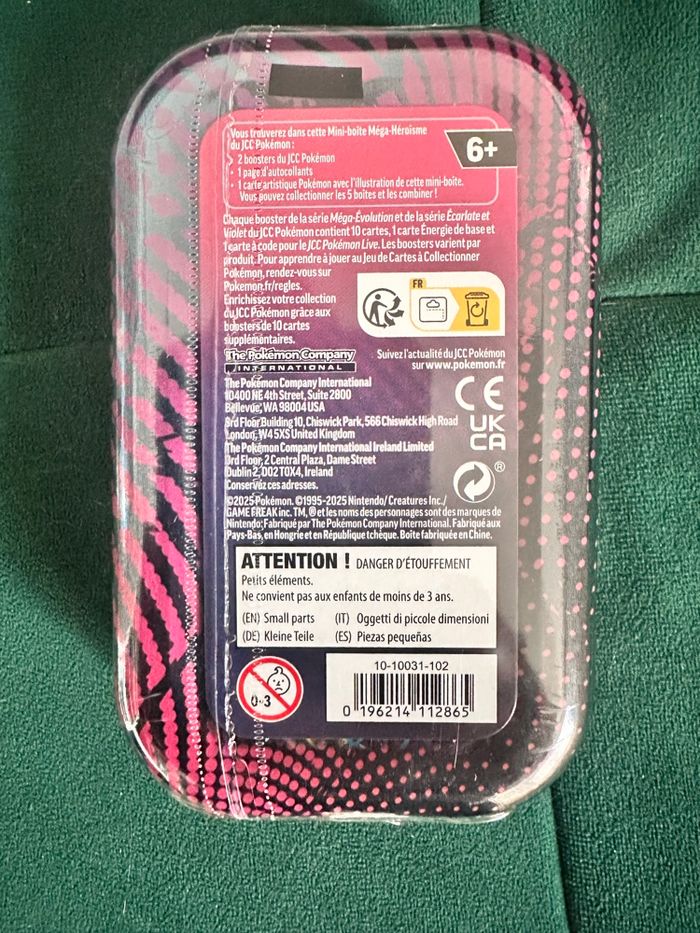 Vous trouverez dans cette Mini-boîte Méga-Héroïsme
du JCC Pokémon :
• 2 boosters du JCC Pokémon
• 1 page d'autocollants
• 1 carte artistique Pokémon avec l'illustration de cette mini-boîte.
Vous pouvez collectionner les 5 boîtes et les combiner !
6+
Chaque booster de la série Méga-Évolution et de la série Écarlate et
Violet du JCC Pokémon contient 10 cartes, 1 carte Énergie de base et
1 carte à code pour le JCC Pokémon Live. Les boosters varient par
produit. Pour apprendre à jouer au Jeu de Cartes à Collectionner
Pokémon, rendez-vous sur
Pokemon.fr/regles.
Enrichissez votre collection
du JCC Pokémon grâce aux
boosters de 10 cartes
supplémentaires.
FR
The Pokémon Company
INTERNATIONAL
Suivez l'actualité du JCC Pokémon
sur www.pokemon.fr
The Pokémon Company International
10400 NE 4th Street, Suite 2800
Bellevue, WA 98004 USA
3rd Floor Building 10, Chiswick Park, 566 Chiswick High Road
London, W4 5XS United Kingdom
The Pokémon Company International Ireland Limited
3rd Floor, 2 Central Plaza, Dame Street
Dublin 2, D02 T0X4, Ireland
Conservez ces adresses.
CE
UK
CA
®
©2025 Pokémon. ©1995-2025 Nintendo/Creatures Inc./
GAME FREAK inc. TM, ® et les noms des personnages sont des marques de
Nintendo. Fabriqué par The Pokémon Company International. Fabriqué aux
Pays-Bas, en Hongrie et en République tchèque. Boîte fabriquée en Chine.
ATTENTION ! DANGER D'ÉTOUFFEMENT
Petits éléments.
Ne convient pas aux enfants de moins de 3 ans.
(EN) Small parts (IT) Oggetti di piccole dimensioni
(DE) Kleine Teile (ES) Piezas pequeñas
0-3
10-10031-102
0 196214 112865